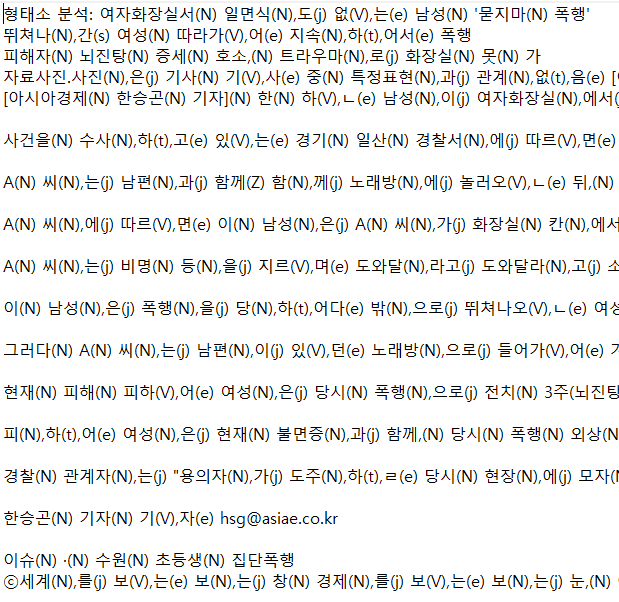 형태소 분석: 여자화장실서(N) 일면식(N),도(j) 없(V),는(e) 남성(N) '묻지마(N) 폭행'
뛰쳐나(N),간(s) 여성(N) 따라가(V),어(e) 지속(N),하(t),어서(e) 폭행
피해자(N) 뇌진탕(N) 증세(N) 호소,(N) 트라우마(N),로(j) 화장실(N) 못(N) 가
자료사진.사진(N),은(j) 기사(N) 기(V),사(e) 중(N) 특정표현(N),과(j) 관계(N),없(t),음(e)
[아시아경제(N) 한승곤(N) 기자](N) 한(N) 하(V),ㄴ(e) 남성(N),이(j) 여자화장실(N),에서(
사건을(N) 수사(N),하(t),고(e) 있(V),는(e) 경기(N) 일산(N) 경찰서(N),에(j) 따르(V),면(e)
A(N) 씨(N),는(j) 남편(N),과(j) 함께(Z) 함(N),께(j) 노래방(N),에(j) 놀러오(V),ㄴ(e) 뒤,(N)
A(N) 씨(N),에(j) 따르(V),면(e) 이(N) 남성(N),은(j) A(N) 씨(N),가(j) 화장실(N) 칸(N),에서
A(N) 씨(N),는(j) 비명(N) 등(N),을(j) 지르(V),며(e) 도와달(N),라고(j) 도와달라(N),고(j) 소
이(N) 남성(N),은(j) 폭행(N),을(j) 당(N),하(t),어다(e) 밖(N),으로(j) 뛰쳐나오(V),ㄴ(e) 여성
그러다(N) A(N) 씨(N),는(j) 남편(N),이(j) 있(V),던(e) 노래방(N),으로(j) 들어가(V),어(e)
현재(N) 피해(N) 피하(V),어(e) 여성(N),은(j) 당시(N) 폭행(N),으로(j) 전치(N) 3주(뇌진탕
피(N),하(t),어(e) 여성(N),은(j) 현재(N) 불면증(N),과(j) 함께,(N) 당시(N) 폭행(N) 외상(N
경찰(N) 관계자(N),는(j) "용의자(N),가(j) 도주(N),하(t),ㄹ(e) 당시(N) 현장(N),에(j) 모자(N
한승곤(N) 기자(N) 기(V),자(e) hsg@asiae.co.kr
이슈(N) ·(N) 수원(N) 초등생(N) 집단폭행
ⓒ세계(N),를(j) 보(V),는(e) 보(N),는(j) 창(N) 경제(N),를(j) 보(V),는(e) 보(N),는(j) 눈,(N)